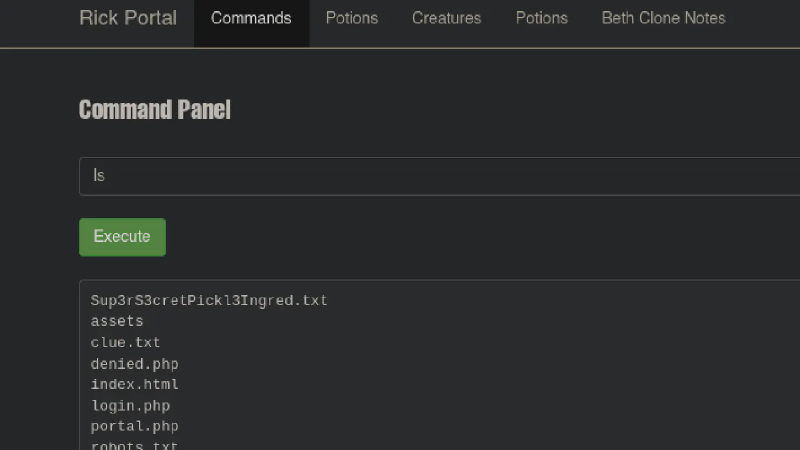 Rick Portal Commands Potions Creatures Potions Beth Clone Notes
Command Panel
ls
Execute
Sup3rS3cretPickl3Ingred.txt
assets
clue.txt
denied.php
index.html
login.php
portal.php
robots.txt